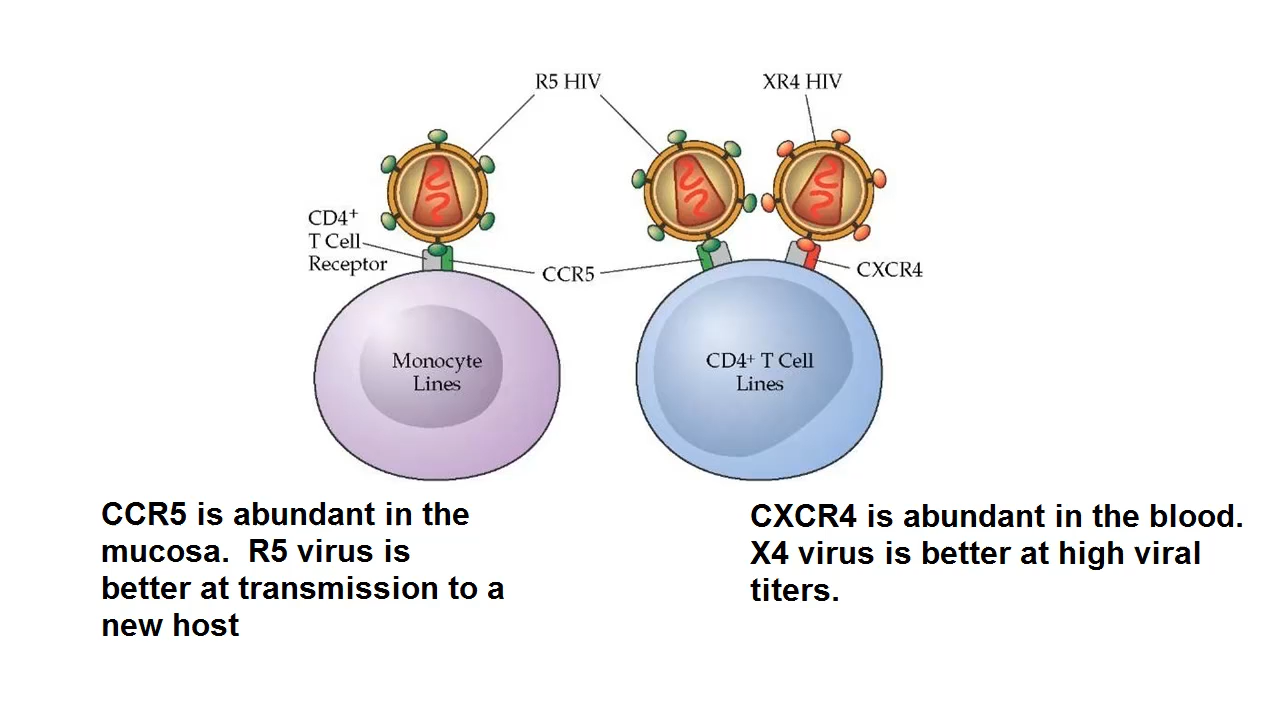 R5 HIV
XR4 HIV
CD4+
T Cell
Receptor
CCR5
CXCR4
Monocyte
Lines
CD4+ T Cell
Lines
CCR5 is abundant in the
mucosa.  R5 virus is
better at transmission to a
new host
CXCR4 is abundant in the blood.
X4 virus is better at high viral
titers.